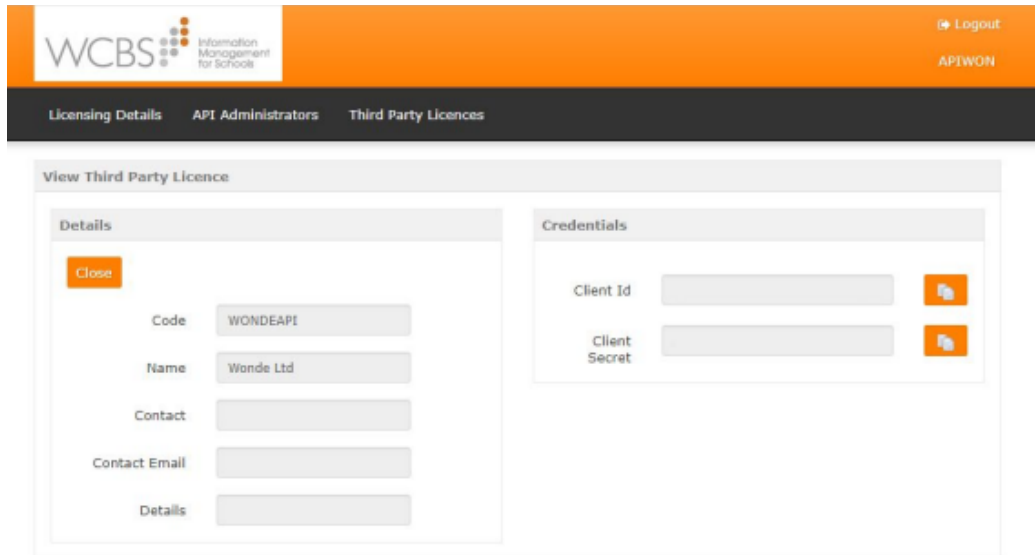 WCBS
Information
Management
for Schools
Logout
APIWON
Licensing Details API Administrators Third Party Licences
View Third Party Licence
Details
Close
Code WONDEAPI
Name Wonde Ltd
Contact
Contact Email
Details
Credentials
Client Id
Client
Secret